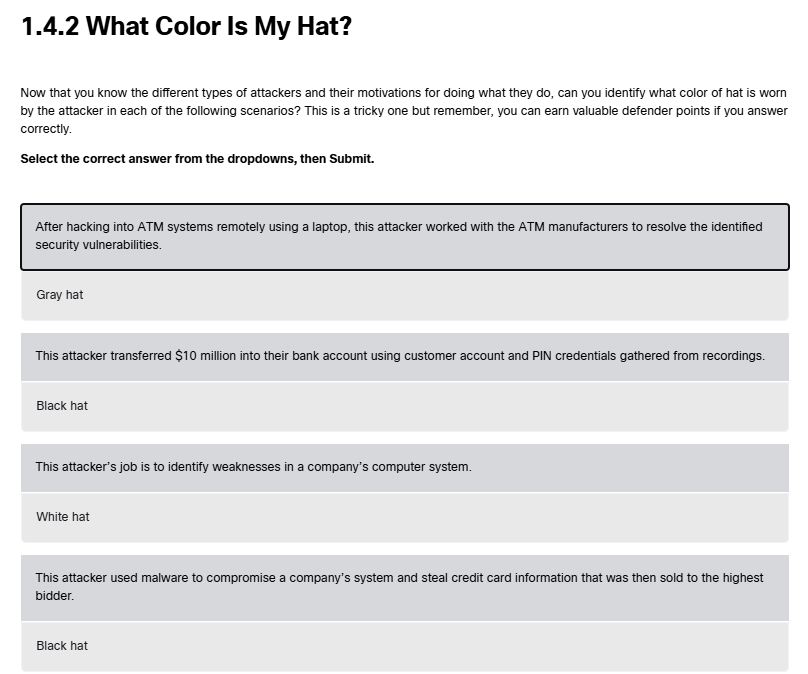 1.4.2 What Color Is My Hat?
Now that you know the different types of attackers and their motivations for doing what they do, can you identify what color of hat is worn
by the attacker in each of the following scenarios? This is a tricky one but remember, you can earn valuable defender points if you answer
correctly.
Select the correct answer from the dropdowns, then Submit.
After hacking into ATM systems remotely using a laptop, this attacker worked with the ATM manufacturers to resolve the identified
security vulnerabilities.
Gray hat
This attacker transferred $10 million into their bank account using customer account and PIN credentials gathered from recordings.
Black hat
This attacker’s job is to identify weaknesses in a company’s computer system.
White hat
This attacker used malware to compromise a company’s system and steal credit card information that was then sold to the highest
bidder.
Black hat